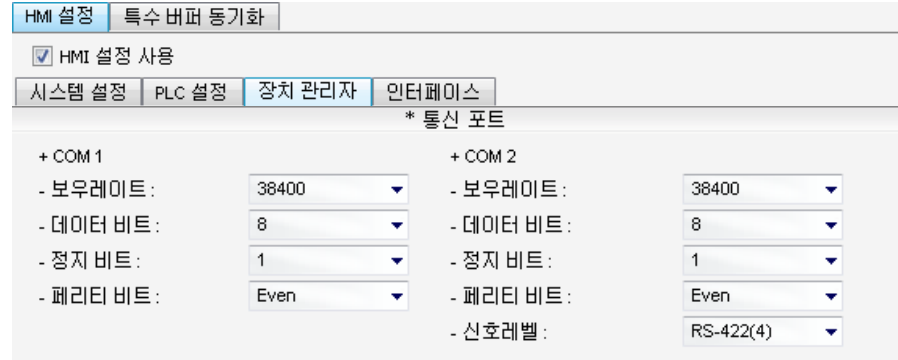 HMI 설정 특수 버퍼 동기화
HMI 설정 사용
시스템 설정 PLC 설정 장치 관리자 인터페이스
* 통신 포트
+ COM 1 + COM 2
- 보우레이트 : 38400 - 보우레이트 : 38400
- 데이터 비트 : 8 - 데이터 비트 : 8
- 정지 비트 : 1 - 정지 비트 : 1
- 페리티 비트 : Even - 페리티 비트 : Even
- 신호레벨 : RS-422(4)